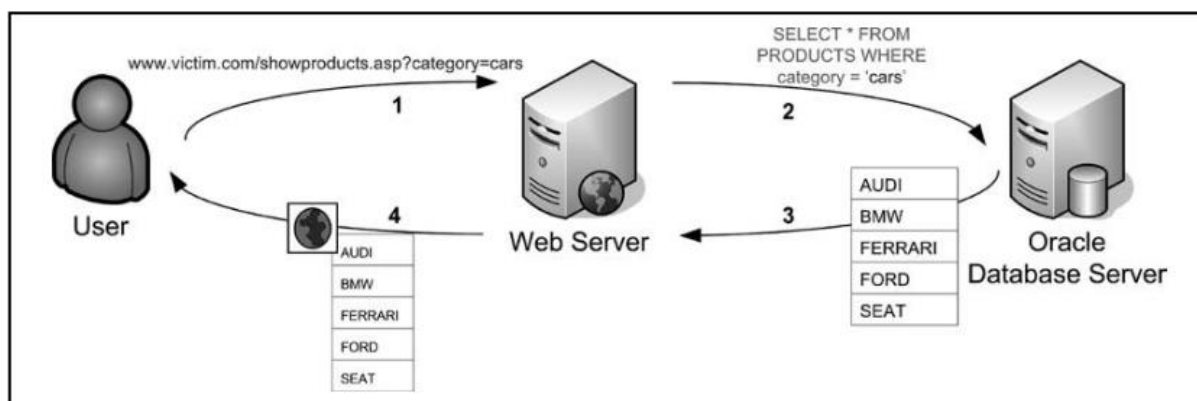 www.victim.com/showproducts.asp?category=cars
1
SELECT * FROM
PRODUCTS WHERE
category = 'cars'
2
User
Web Server
Oracle
Database Server
3
AUDI
BMW
FERRARI
FORD
SEAT
4
AUDI
BMW
FERRARI
FORD
SEAT